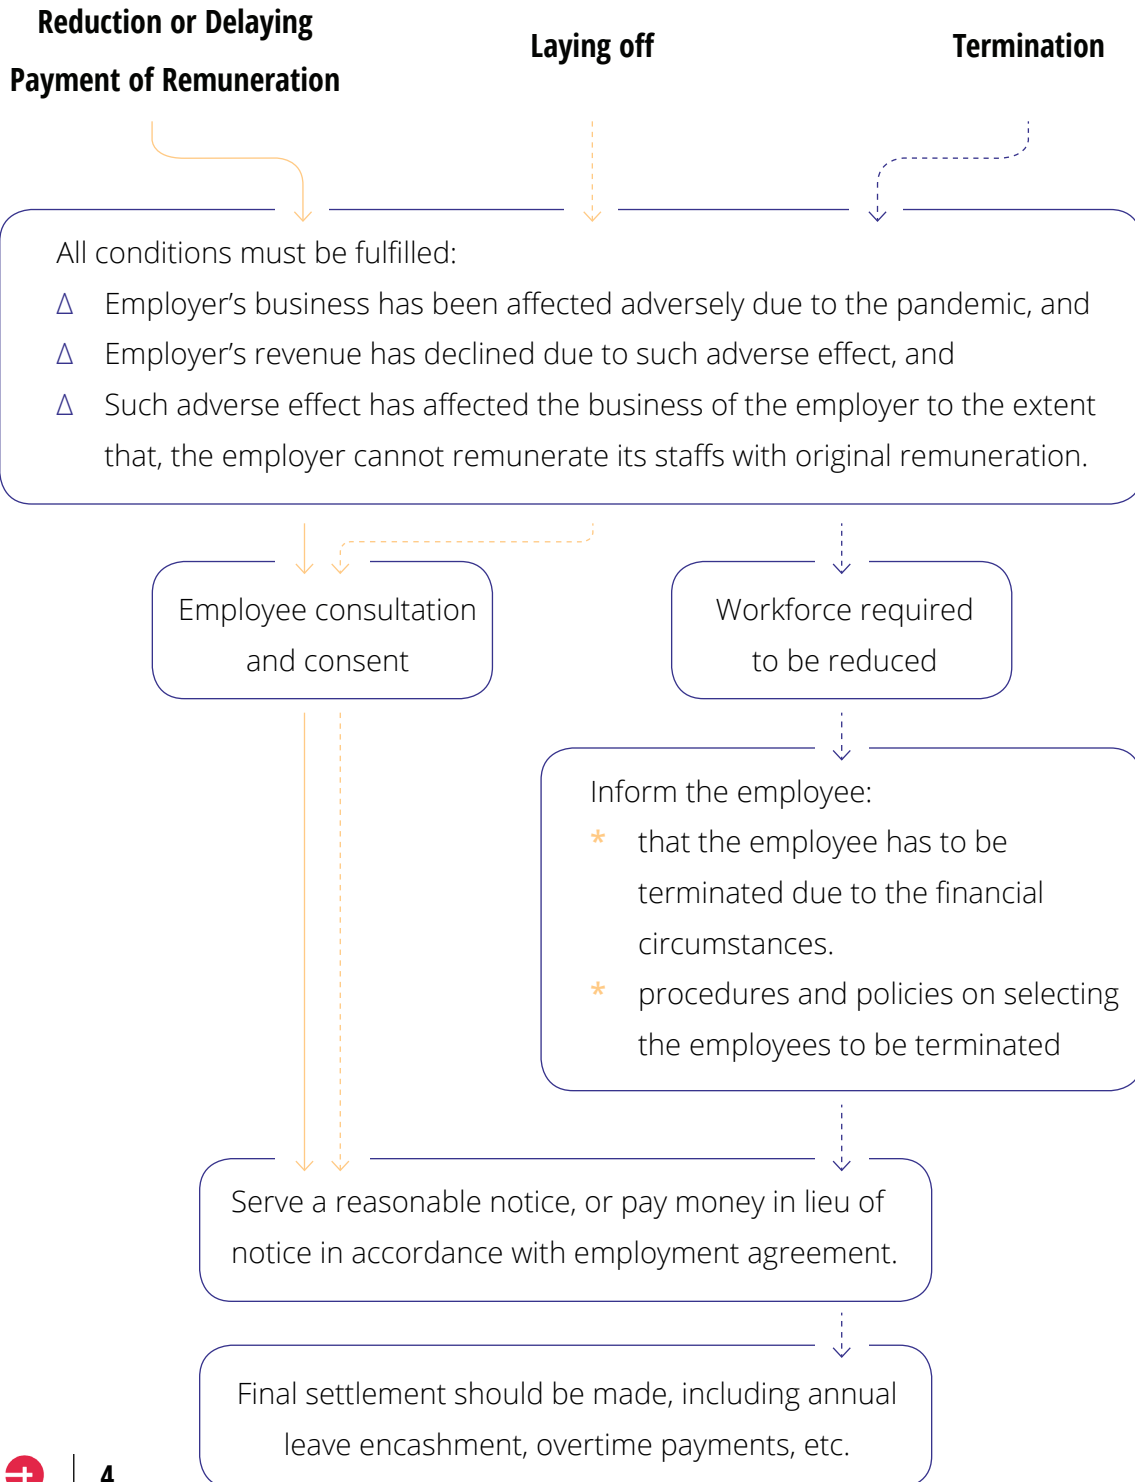 Reduction or Delaying
Payment of Remuneration
Laying off
Termination
All conditions must be fulfilled:
Δ Employer’s business has been affected adversely due to the pandemic, and
Δ Employer’s revenue has declined due to such adverse effect, and
Δ Such adverse effect has affected the business of the employer to the extent
that, the employer cannot remunerate its staffs with original remuneration.
Employee consultation
and consent
Workforce required
to be reduced
Inform the employee:
* that the employee has to be
terminated due to the financial
circumstances.
* procedures and policies on selecting
the employees to be terminated
Serve a reasonable notice, or pay money in lieu of
notice in accordance with employment agreement.
Final settlement should be made, including annual
leave encashment, overtime payments, etc.
4